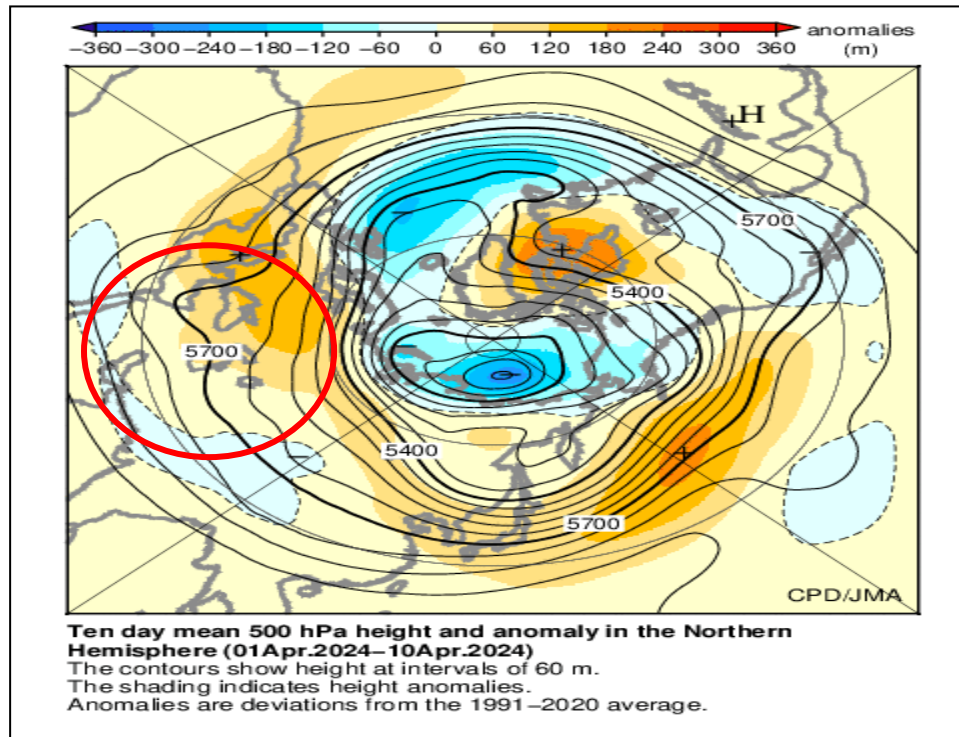 anomalies
−360 −300 −240 −180 −120 −60 0 60 120 180 240 300 360 (m)
H
5700
5400
5700
5400
5700
CPD/JMA
Ten day mean 500 hPa height and anomaly in the Northern
Hemisphere (01Apr.2024−10Apr.2024)
The contours show height at intervals of 60 m.
The shading indicates height anomalies.
Anomalies are deviations from the 1991−2020 average.